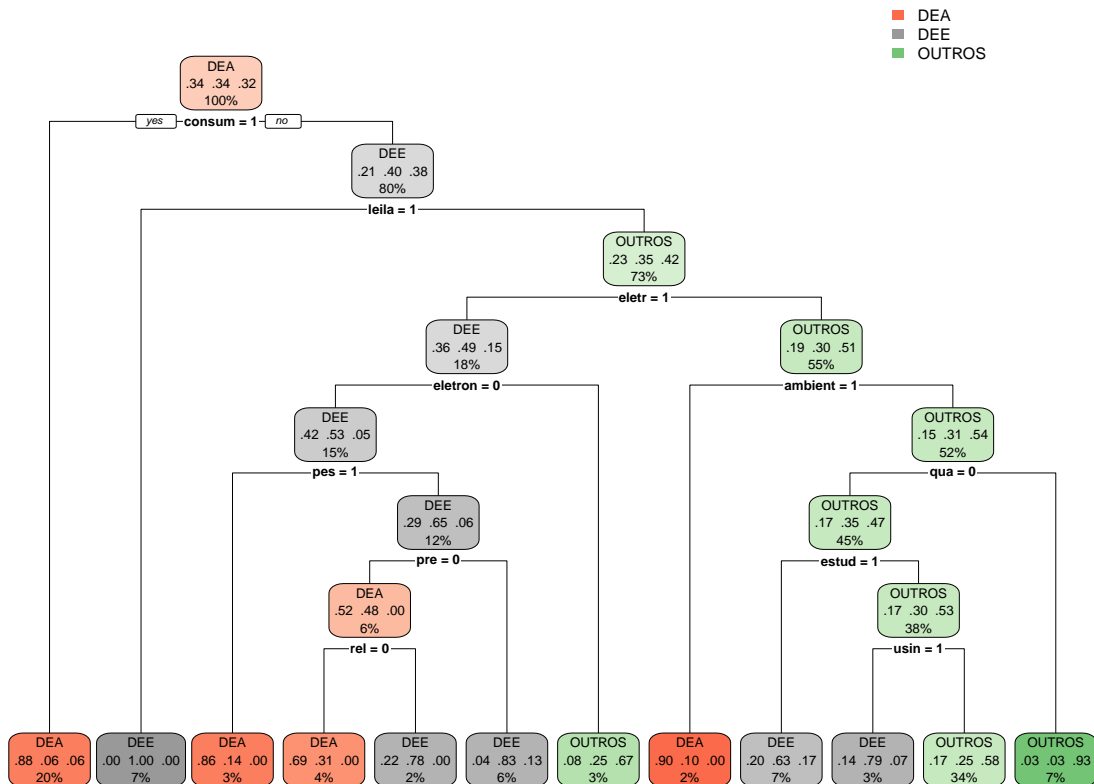 DEA
DEE
OUTROS
DEA
.34 .34 .32
100%
yes consum = 1 no
DEE
.21 .40 .38
80%
leila = 1
OUTROS
.23 .35 .42
73%
eletr = 1
DEE
.36 .49 .15
18%
OUTROS
.19 .30 .51
55%
eletron = 0
ambient = 1
DEE
.42 .53 .05
15%
OUTROS
.15 .31 .54
52%
pes = 1
qua = 0
DEE
.29 .65 .06
12%
OUTROS
.17 .35 .47
45%
pre = 0
estud = 1
DEA
.52 .48 .00
6%
OUTROS
.17 .30 .53
38%
rel = 0
usin = 1
DEA
.88 .06 .06
20%
DEE
.00 1.00 .00
7%
DEA
.86 .14 .00
3%
DEA
.69 .31 .00
4%
DEE
.22 .78 .00
2%
DEE
.04 .83 .13
6%
OUTROS
.08 .25 .67
3%
DEA
.90 .10 .00
2%
DEE
.20 .63 .17
7%
DEE
.14 .79 .07
3%
OUTROS
.17 .25 .58
34%
OUTROS
.03 .03 .93
7%